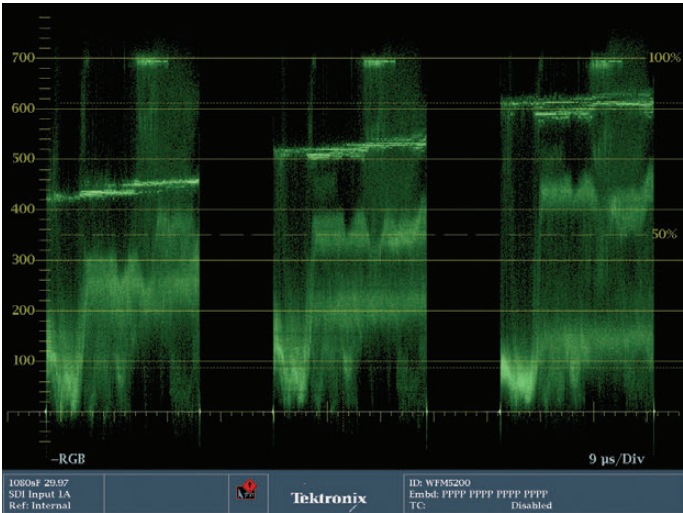 700
600
500
400
300
200
100
100%
50%
–RGB
9 µs/Div
1080sF 29.97
SDI Input 1A
Ref: Internal
Tektronix
ID: WFM5200
Embd: PPPP PPPP PPPP PPPP
TC: Disabled